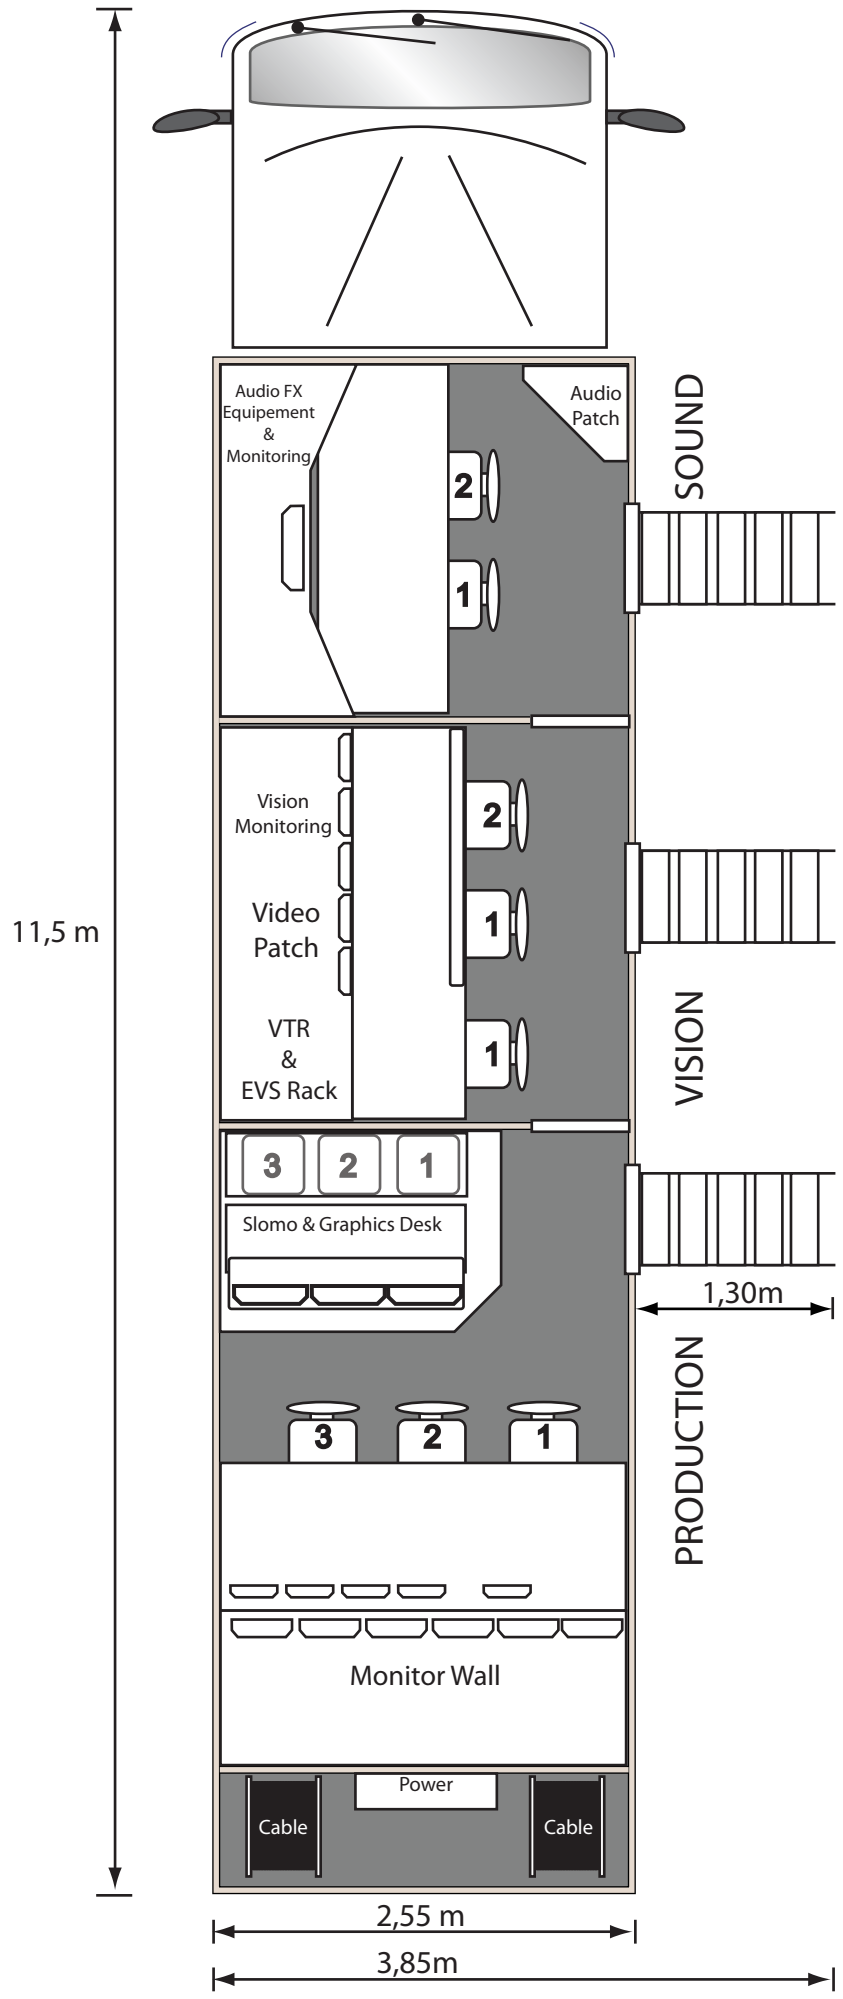 Audio FX
Equipement
&
Monitoring
Audio
Patch
SOUND
2
1
Vision
Monitoring
2
11,5 m
Video
Patch
1
VTR
&
EVS Rack
1
VISION
3 2 1
Slomo & Graphics Desk
1,30m
PRODUCTION
3 2 1
Monitor Wall
Power
Cable
Cable
2,55 m
3,85m